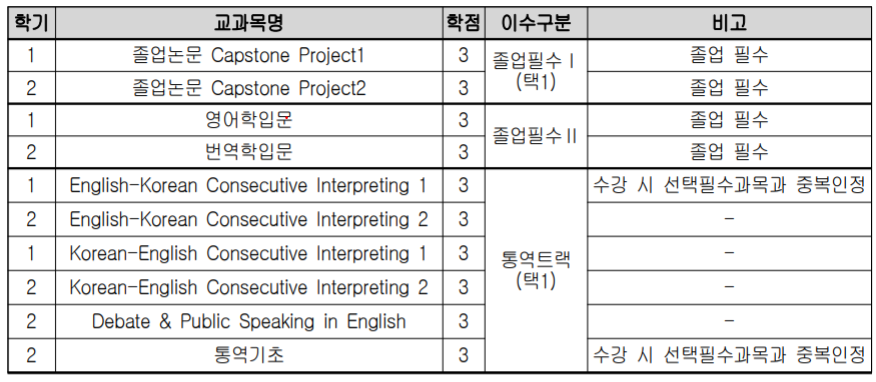 학기 교과목명 학점 이수구분 비고
1 졸업논문 Capstone Project1 3 졸업필수Ⅰ (택1) 졸업 필수
2 졸업논문 Capstone Project2 3 졸업 필수
1 영어학입문 3 졸업필수Ⅱ 졸업 필수
2 번역학입문 3 졸업 필수
1 English-Korean Consecutive Interpreting 1 3 통역트랙 (택1) 수강 시 선택필수과목과 중복인정
2 English-Korean Consecutive Interpreting 2 3 -
1 Korean-English Consecutive Interpreting 1 3 -
2 Korean-English Consecutive Interpreting 2 3 -
2 Debate & Public Speaking in English 3 -
2 통역기초 3 수강 시 선택필수과목과 중복인정